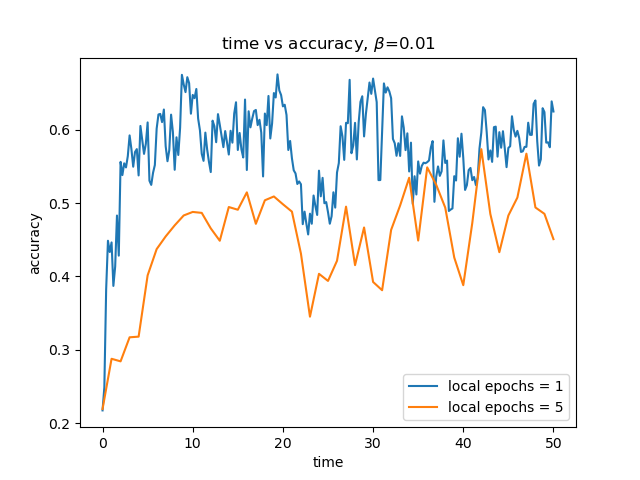 time vs accuracy, β=0.01
accuracy
0.6
0.5
0.4
0.3
0.2
local epochs = 1
local epochs = 5
0 10 20 30 40 50
time